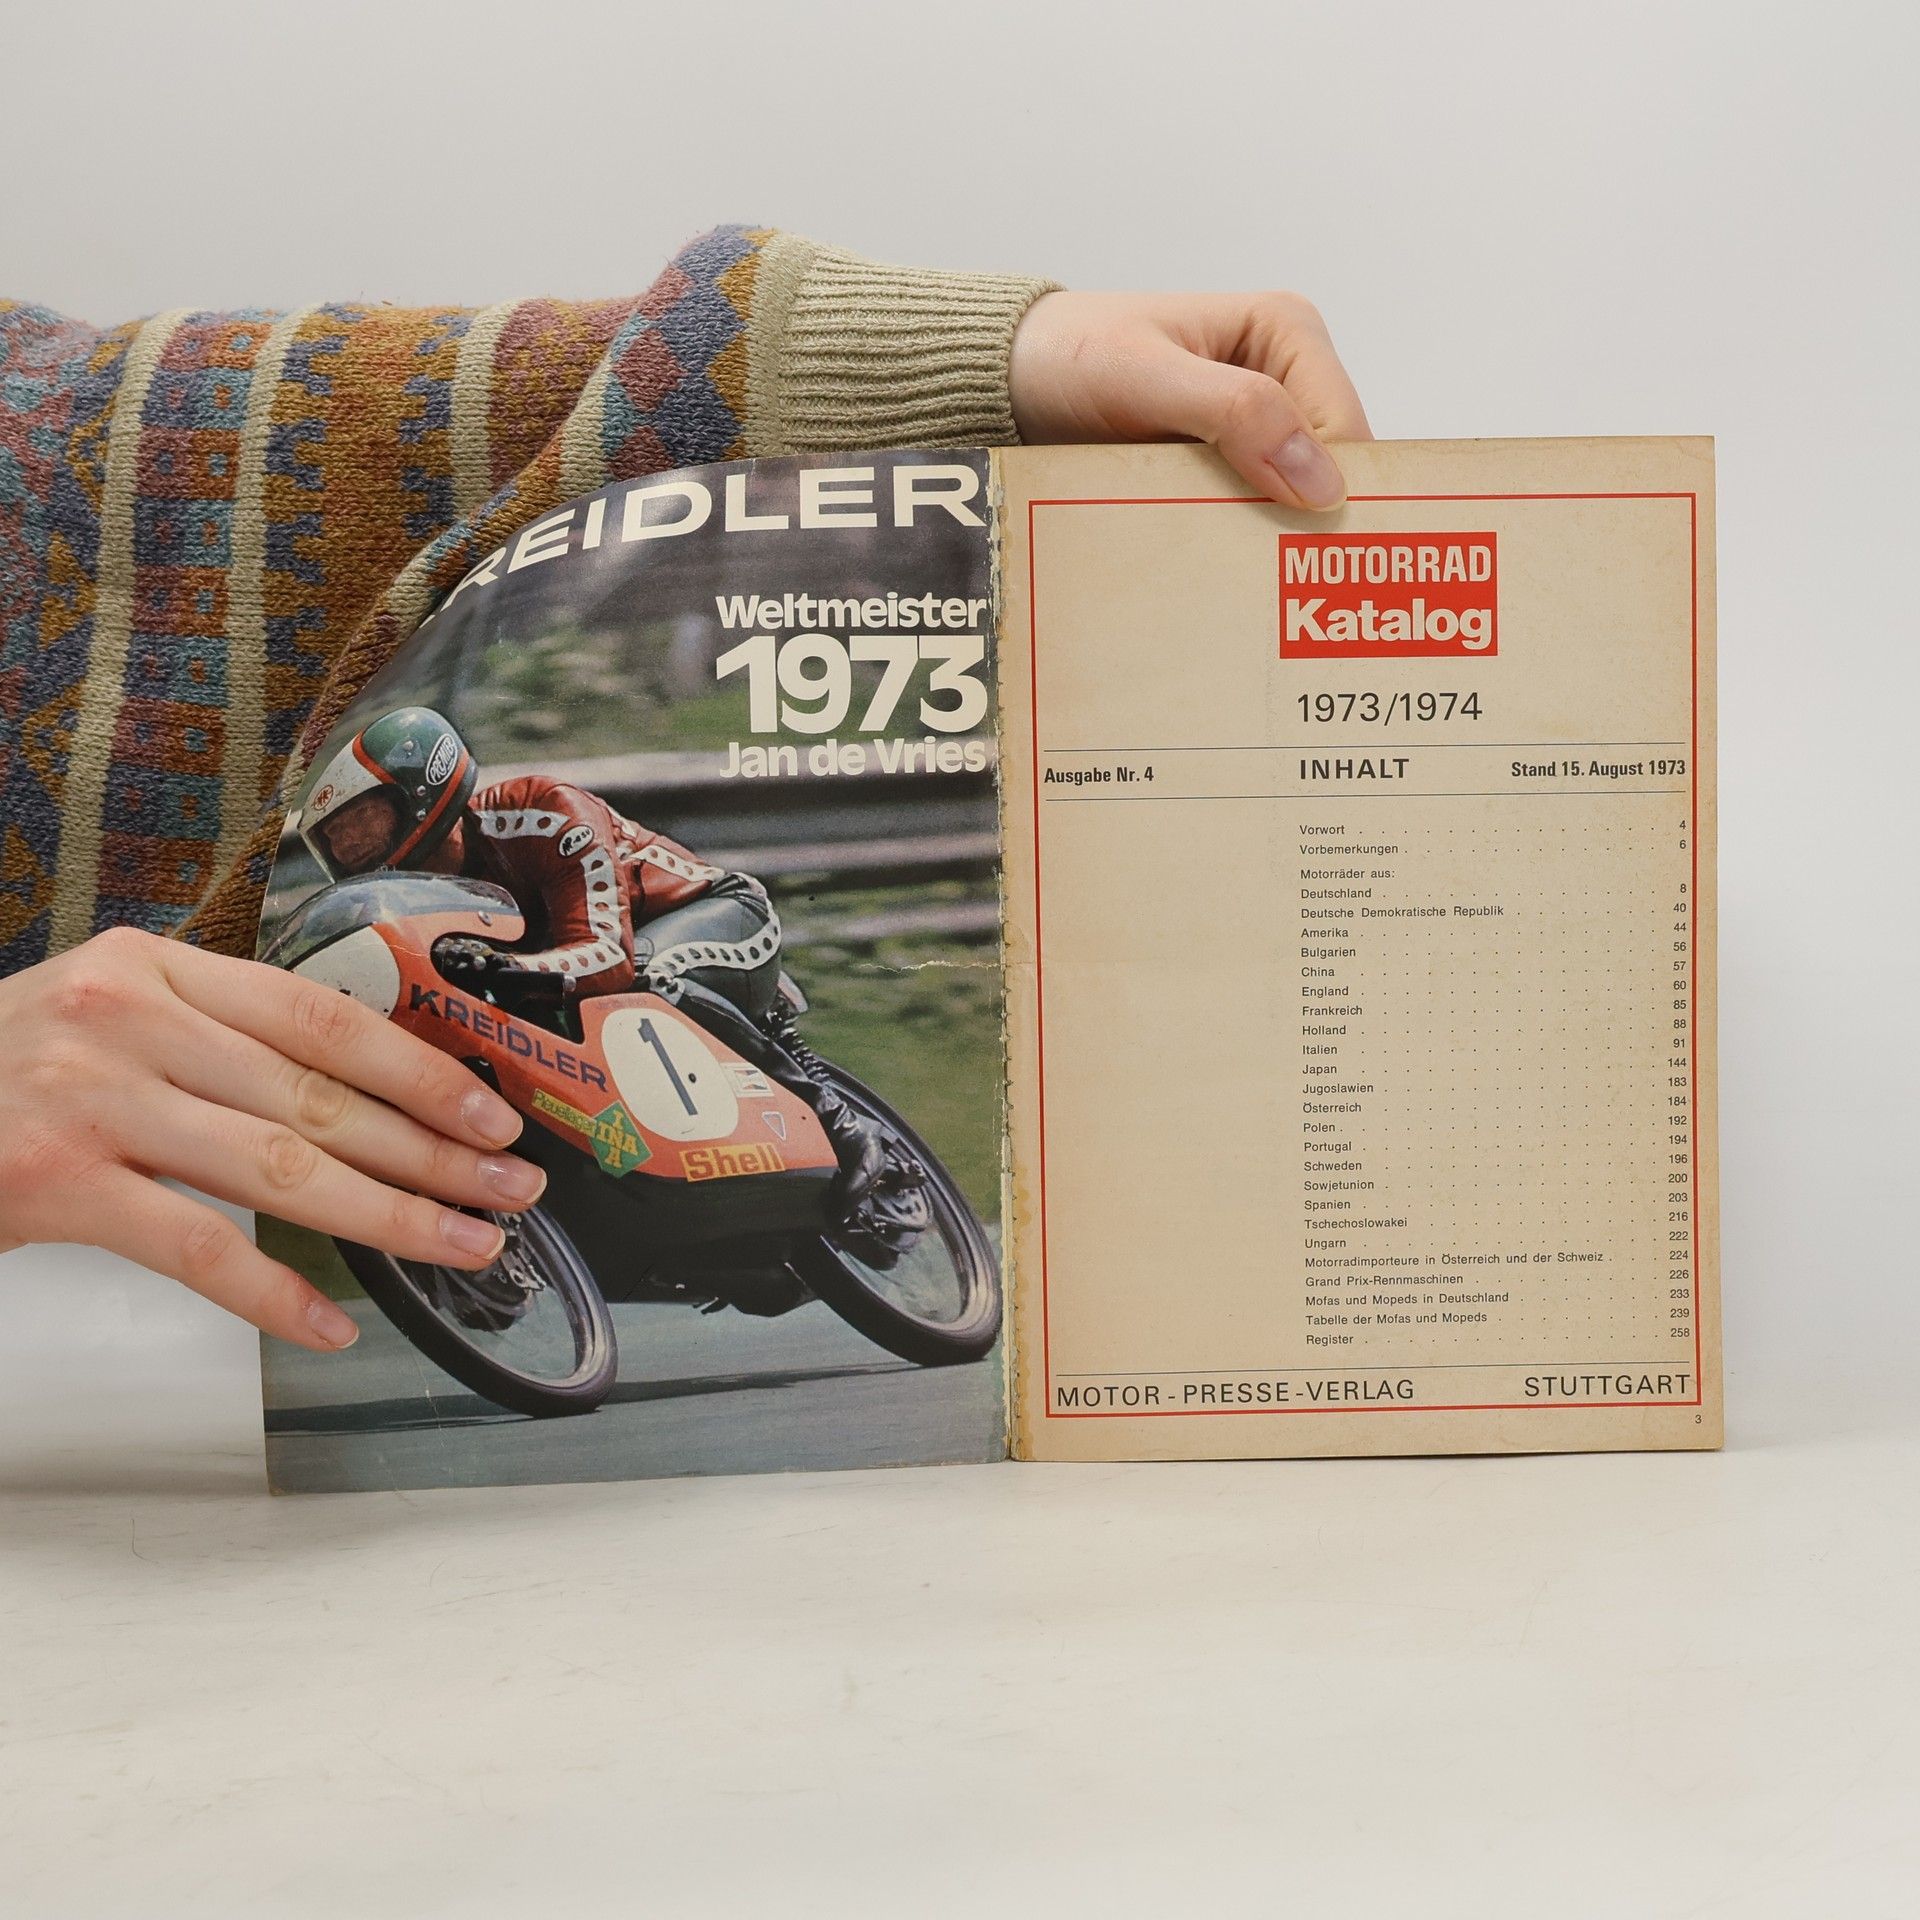 KREIDLER
Weltmeister
1973
Jan de Vries
PREMIER
KREIDLER
1
Pleuellager
INA
INA
Shell
MOTORRAD
Katalog
1973/1974
Ausgabe Nr. 4 INHALT Stand 15. August 1973
Vorwort . . . . . . . . . . . . . 4
Vorbemerkungen . . . . . . . . . . . . 6
Motorräder aus:
Deutschland . . . . . . . . . . . . 8
Deutsche Demokratische Republik . . . . . . . 40
Amerika . . . . . . . . . . . . . 44
Bulgarien . . . . . . . . . . . . . 56
China . . . . . . . . . . . . . 57
England . . . . . . . . . . . . . 60
Frankreich . . . . . . . . . . . . . 85
Holland . . . . . . . . . . . . . 88
Italien . . . . . . . . . . . . . 91
Japan . . . . . . . . . . . . . 144
Jugoslawien . . . . . . . . . . . . 183
Österreich . . . . . . . . . . . . . 184
Polen . . . . . . . . . . . . . . 192
Portugal . . . . . . . . . . . . . 194
Schweden . . . . . . . . . . . . . 196
Sowjetunion . . . . . . . . . . . . 200
Spanien . . . . . . . . . . . . . 203
Tschechoslowakei . . . . . . . . . . . 216
Ungarn . . . . . . . . . . . . . 222
Motorradimporteure in Österreich und der Schweiz . . . 224
Grand Prix-Rennmaschinen . . . . . . . . . 226
Mofas und Mopeds in Deutschland . . . . . . . 233
Tabelle der Mofas und Mopeds . . . . . . . . 239
Register . . . . . . . . . . . . . 258
MOTOR-PRESSE-VERLAG STUTTGART
3